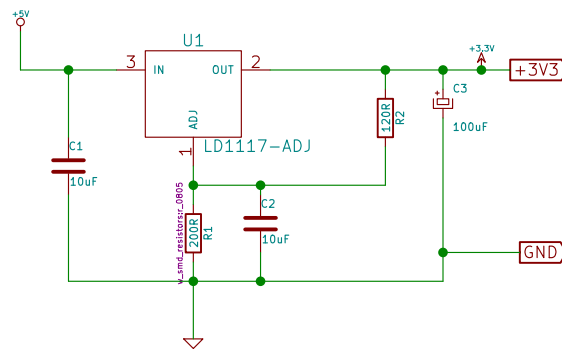 +5V
U1
3
IN
OUT
2
+3.3V
+3V3
ADJ
1
LD1117-ADJ
120R
R2
C3
100uF
C1
10uF
v_smd_resistors:r_0805
200R
R1
C2
10uF
GND